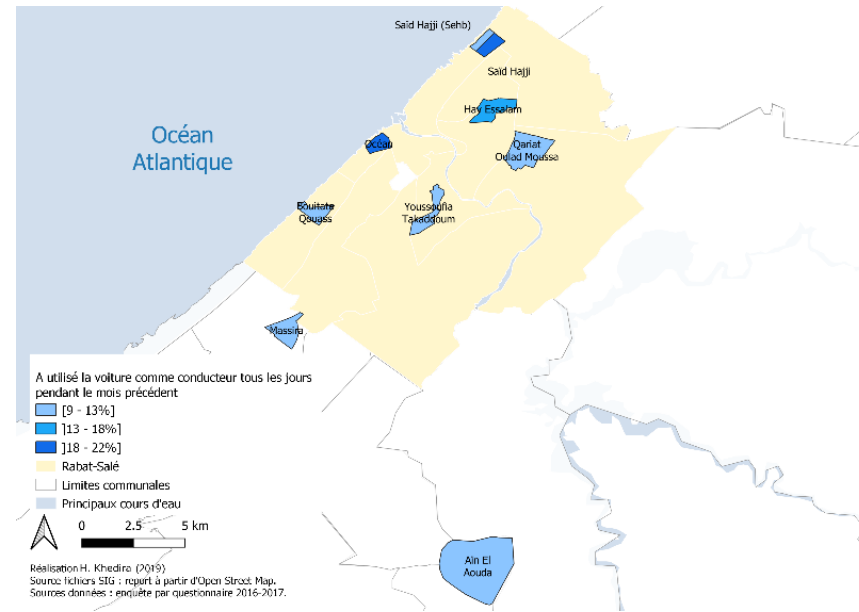 Saïd Hajji (Sehb)
Saïd Hajji
Hay Essalam
Océan
Atlantique
Océan
Qariat
Oulad Moussa
Bouitate
Qouass
Youssoufia
Takaddoum
Massira
A utilisé la voiture comme conducteur tous les jours
pendant le mois précédent
[9 - 13%]
]13 - 18%]
]18 - 22%]
Rabat-Salé
Limites communales
Principaux cours d'eau
0 2.5 5 km
Réalisation H. Khedira (2019)
Source fichiers SIG : report à partir d'Open Street Map.
Sources données : enquête par questionnaire 2016-2017.
Aïn El
Aouda